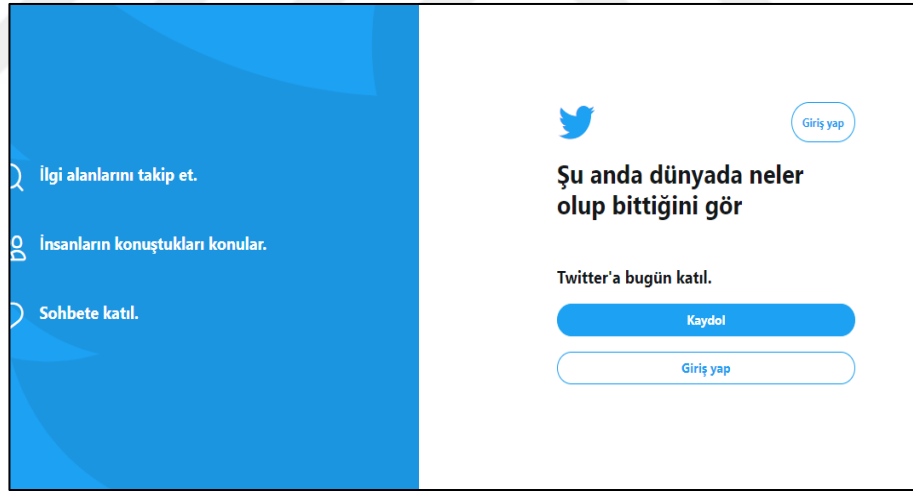 İlgi alanlarını takip et.
İnsanların konuştukları konular.
Sohbete katıl.
Giriş yap
Şu anda dünyada neler
olup bittiğini gör
Twitter'a bugün katıl.
Kaydol
Giriş yap